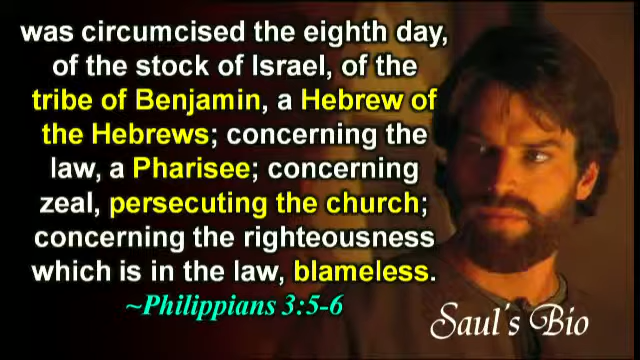 was circumcised the eighth day,
of the stock of Israel, of the
tribe of Benjamin, a Hebrew of
the Hebrews; concerning the
law, a Pharisee; concerning
zeal, persecuting the church;
concerning the righteousness
which is in the law, blameless.
~Philippians 3:5-6
Saul´s Bio